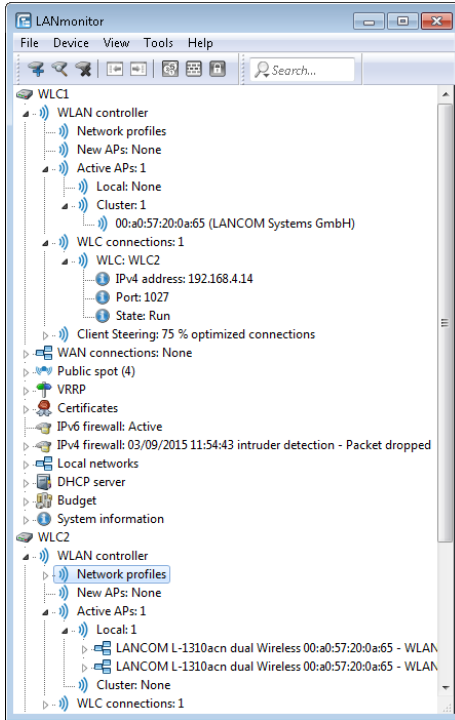 LANmonitor
File Device View Tools Help
Search...
WLC1
WLAN controller
Network profiles
New APs: None
Active APs: 1
Local: None
Cluster: 1
00:a0:57:20:0a:65 (LANCOM Systems GmbH)
WLC connections: 1
WLC: WLC2
IPv4 address: 192.168.4.14
Port: 1027
State: Run
Client Steering: 75 % optimized connections
WAN connections: None
Public spot (4)
VRRP
Certificates
IPv6 firewall: Active
IPv4 firewall: 03/09/2015 11:54:43 intruder detection - Packet dropped
Local networks
DHCP server
Budget
System information
WLC2
WLAN controller
Network profiles
New APs: None
Active APs: 1
Local: 1
LANCOM L-1310acn dual Wireless 00:a0:57:20:0a:65 - WLAN
LANCOM L-1310acn dual Wireless 00:a0:57:20:0a:65 - WLAN
Cluster: None
WLC connections: 1